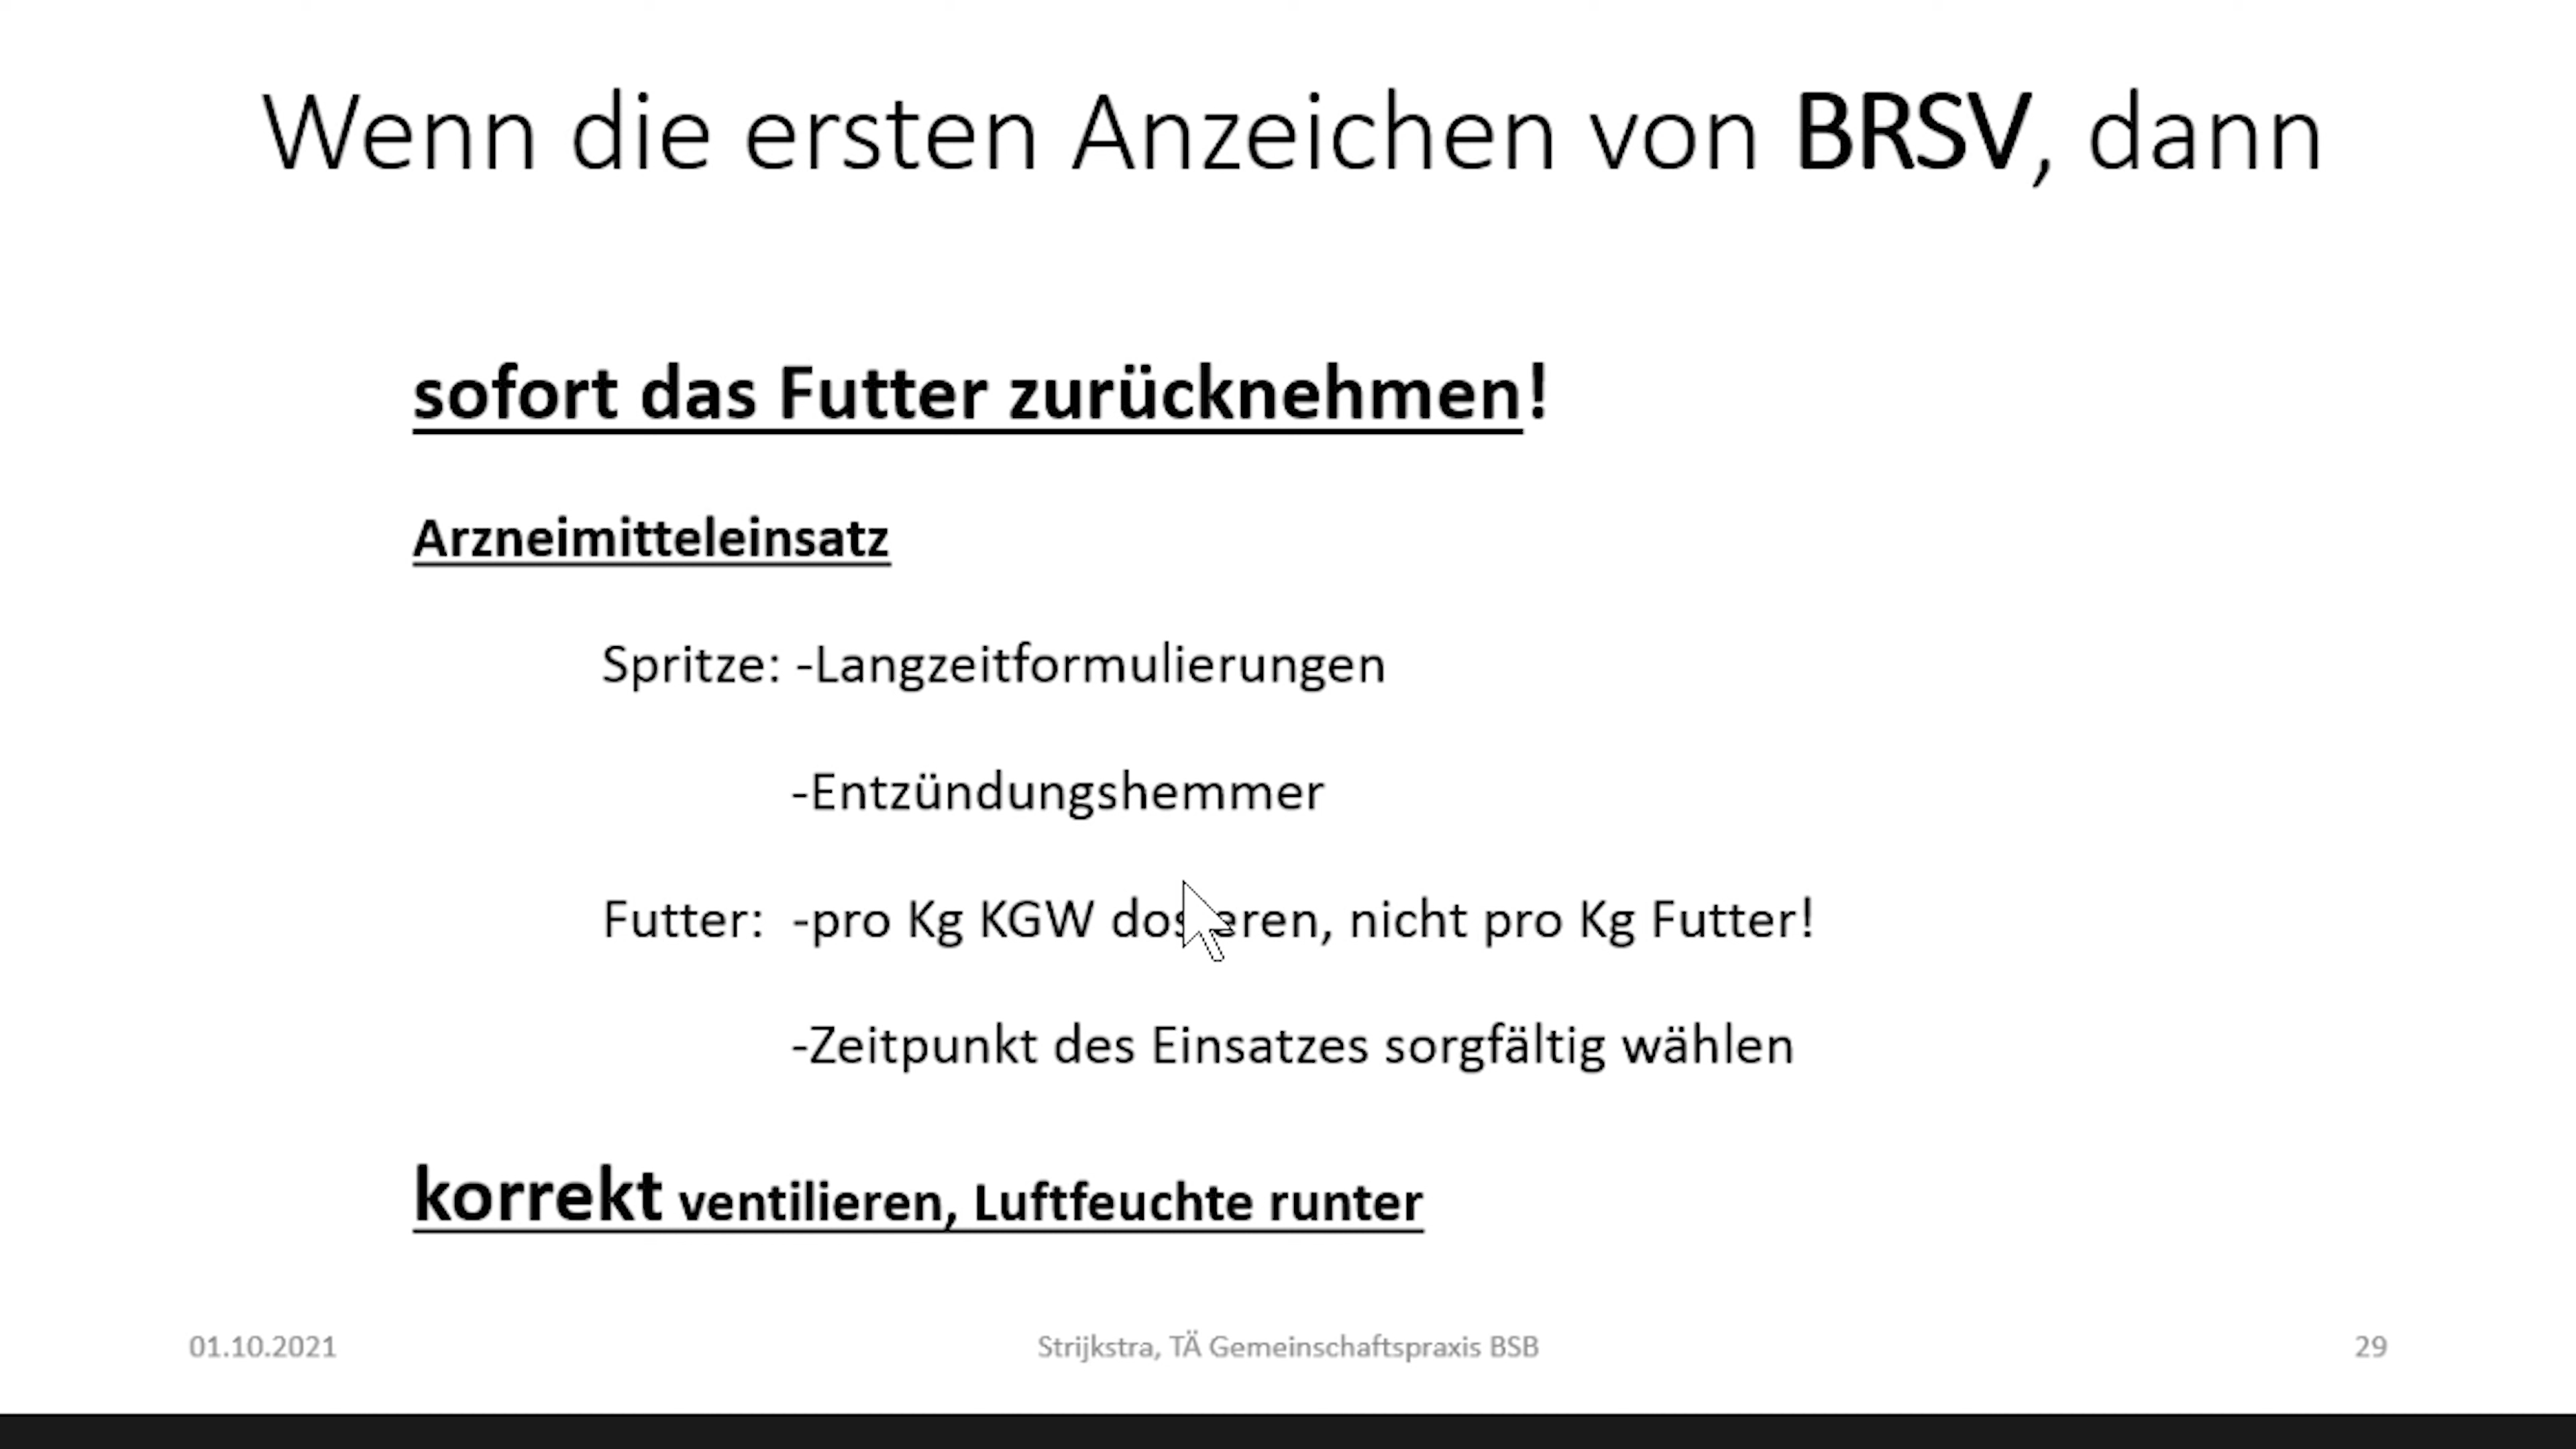 Wenn die ersten Anzeichen von BRSV, dann
sofort das Futter zurücknehmen!
Arzneimitteleinsatz
Spritze: -Langzeitformulierungen
-Entzündungshemmer
Futter: -pro Kg KGW dosieren, nicht pro Kg Futter!
-Zeitpunkt des Einsatzes sorgfältig wählen
korrekt ventilieren, Luftfeuchte runter
01.10.2021
Strijkstra, TÄ Gemeinschaftspraxis BSB
29